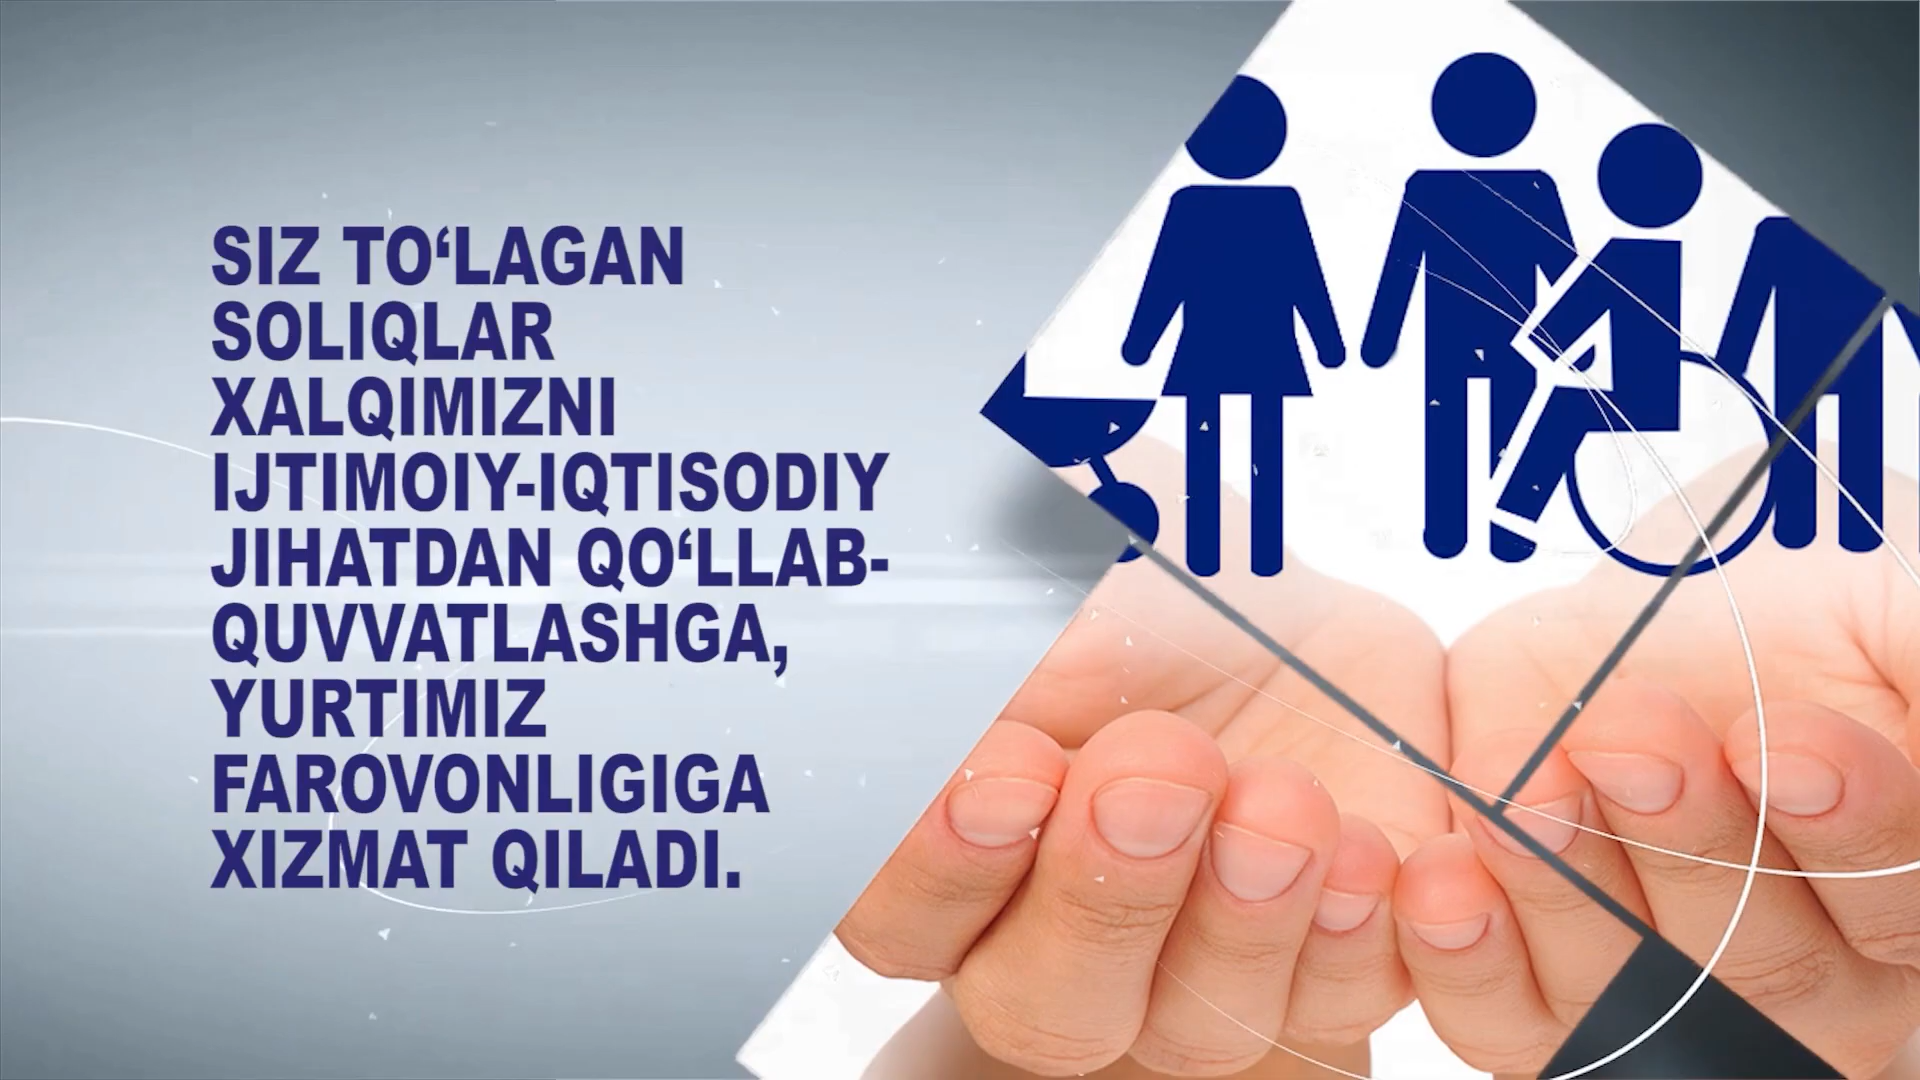 SIZ TO‘LAGAN
SOLIQLAR
XALQIMIZNI
IJTIMOIY-IQTISODIY
JIHATDAN QO‘LLAB-
QUVVATLASHGA,
YURTIMIZ
FAROVONLIGIGA
XIZMAT QILADI.